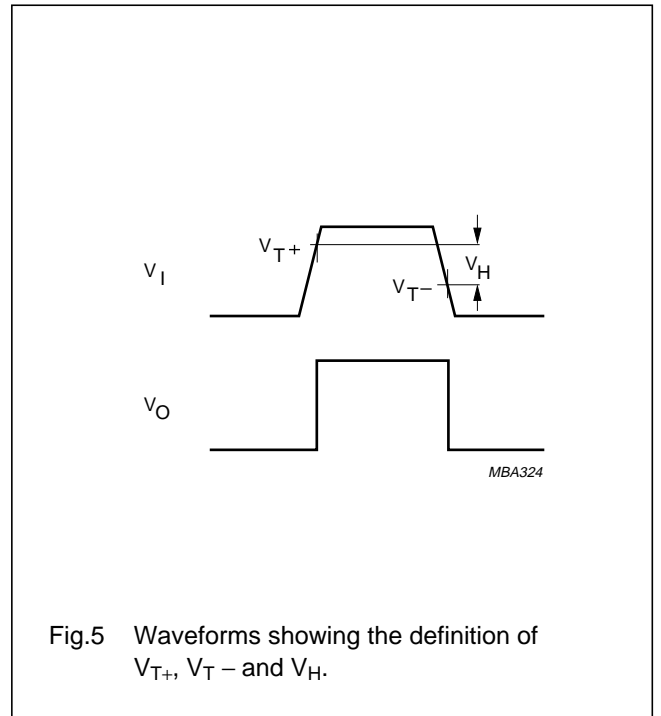 V_T+
V_H
V_I
V_T−
V_O
MBA324
Fig.5 Waveforms showing the definition of
V_T+, V_T − and V_H.